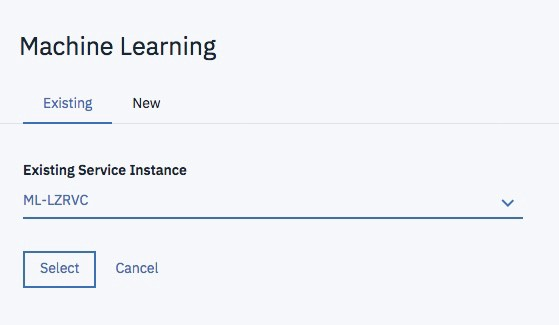 Machine Learning
Existing New
Existing Service Instance
ML-LZRVC
Select Cancel